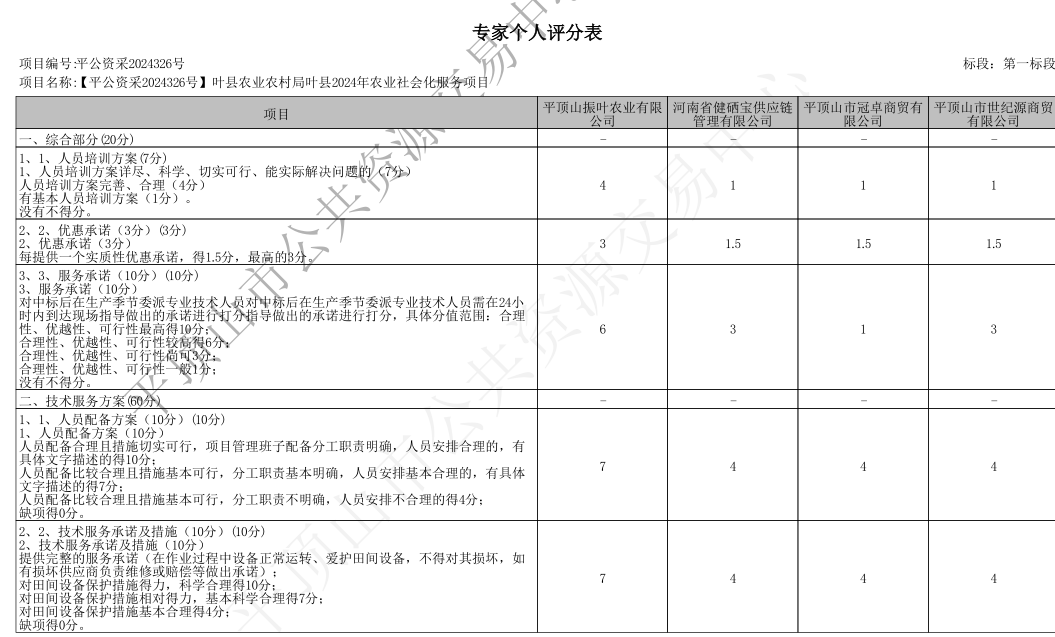 专家个人评分表
项目编号:平公资采2024326号
标段：第一标段
项目名称:【平公资采2024326号】叶县农业农村局叶县2024年农业社会化服务项目
项目
平顶山振叶农业有限公司
河南省健硒宝供应链管理有限公司
平顶山市冠卓商贸有限公司
平顶山市世纪源商贸有限公司
一、综合部分(20分) - - - -
1、1、人员培训方案(7分)
1、人员培训方案详尽、科学、切实可行、能实际解决问题的（7分）
人员培训方案完善、合理（4分）
有基本人员培训方案（1分）。
没有不得分。
4 1 1 1
2、2、优惠承诺（3分）(3分)
2、优惠承诺（3分）
每提供一个实质性优惠承诺，得1.5分，最高的3分。
3 1.5 1.5 1.5
3、3、服务承诺（10分）(10分)
3、服务承诺（10分）
对中标后在生产季节委派专业技术人员对中标后在生产季节委派专业技术人员需在24小
时内到达现场指导做出的承诺进行打分指导做出的承诺进行打分，具体分值范围：合理
性、优越性、可行性最高得10分；
合理性、优越性、可行性较高得6分；
合理性、优越性、可行性尚可3分；
合理性、优越性、可行性一般1分；
没有不得分。
6 3 1 3
二、技术服务方案(60分) - - - -
1、1、人员配备方案（10分）(10分)
1、人员配备方案（10分）
人员配备合理且措施切实可行，项目管理班子配备分工职责明确，人员安排合理的，有
具体文字描述的得10分；
人员配备比较合理且措施基本可行，分工职责基本明确，人员安排基本合理的，有具体
文字描述的得7分；
人员配备比较合理且措施基本可行，分工职责不明确，人员安排不合理的得4分；
缺项得0分。
7 4 4 4
2、2、技术服务承诺及措施（10分）(10分)
2、技术服务承诺及措施（10分）
提供完整的服务承诺（在作业过程中设备正常运转、爱护田间设备，不得对其损坏，如
有损坏供应商负责维修或赔偿等做出承诺）；
对田间设备保护措施得力，科学合理得10分；
对田间设备保护措施相对得力，基本科学合理得7分；
对田间设备保护措施基本合理得4分；
缺项得0分。
7 4 4 4
平顶山市公共资源交易中心
平顶山市公共资源交易中心